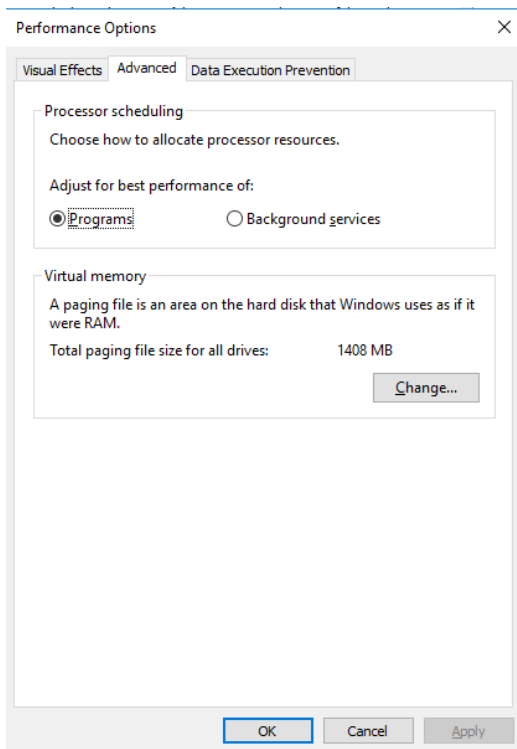 Performance Options
Visual Effects
Advanced
Data Execution Prevention
Processor scheduling
Choose how to allocate processor resources.
Adjust for best performance of:
Programs
Background services
Virtual memory
A paging file is an area on the hard disk that Windows uses as if it
were RAM.
Total paging file size for all drives: 1408 MB
Change...
OK
Cancel
Apply